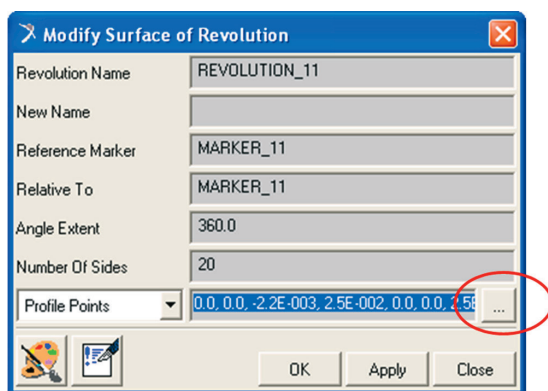 Modify Surface of Revolution
Revolution Name REVOLUTION_11
New Name
Reference Marker MARKER_11
Relative To MARKER_11
Angle Extent 360.0
Number Of Sides 20
Profile Points 0.0, 0.0, -2.2E-003, 2.5E-002, 0.0, 0.0, 2.5E ...
OK Apply Close